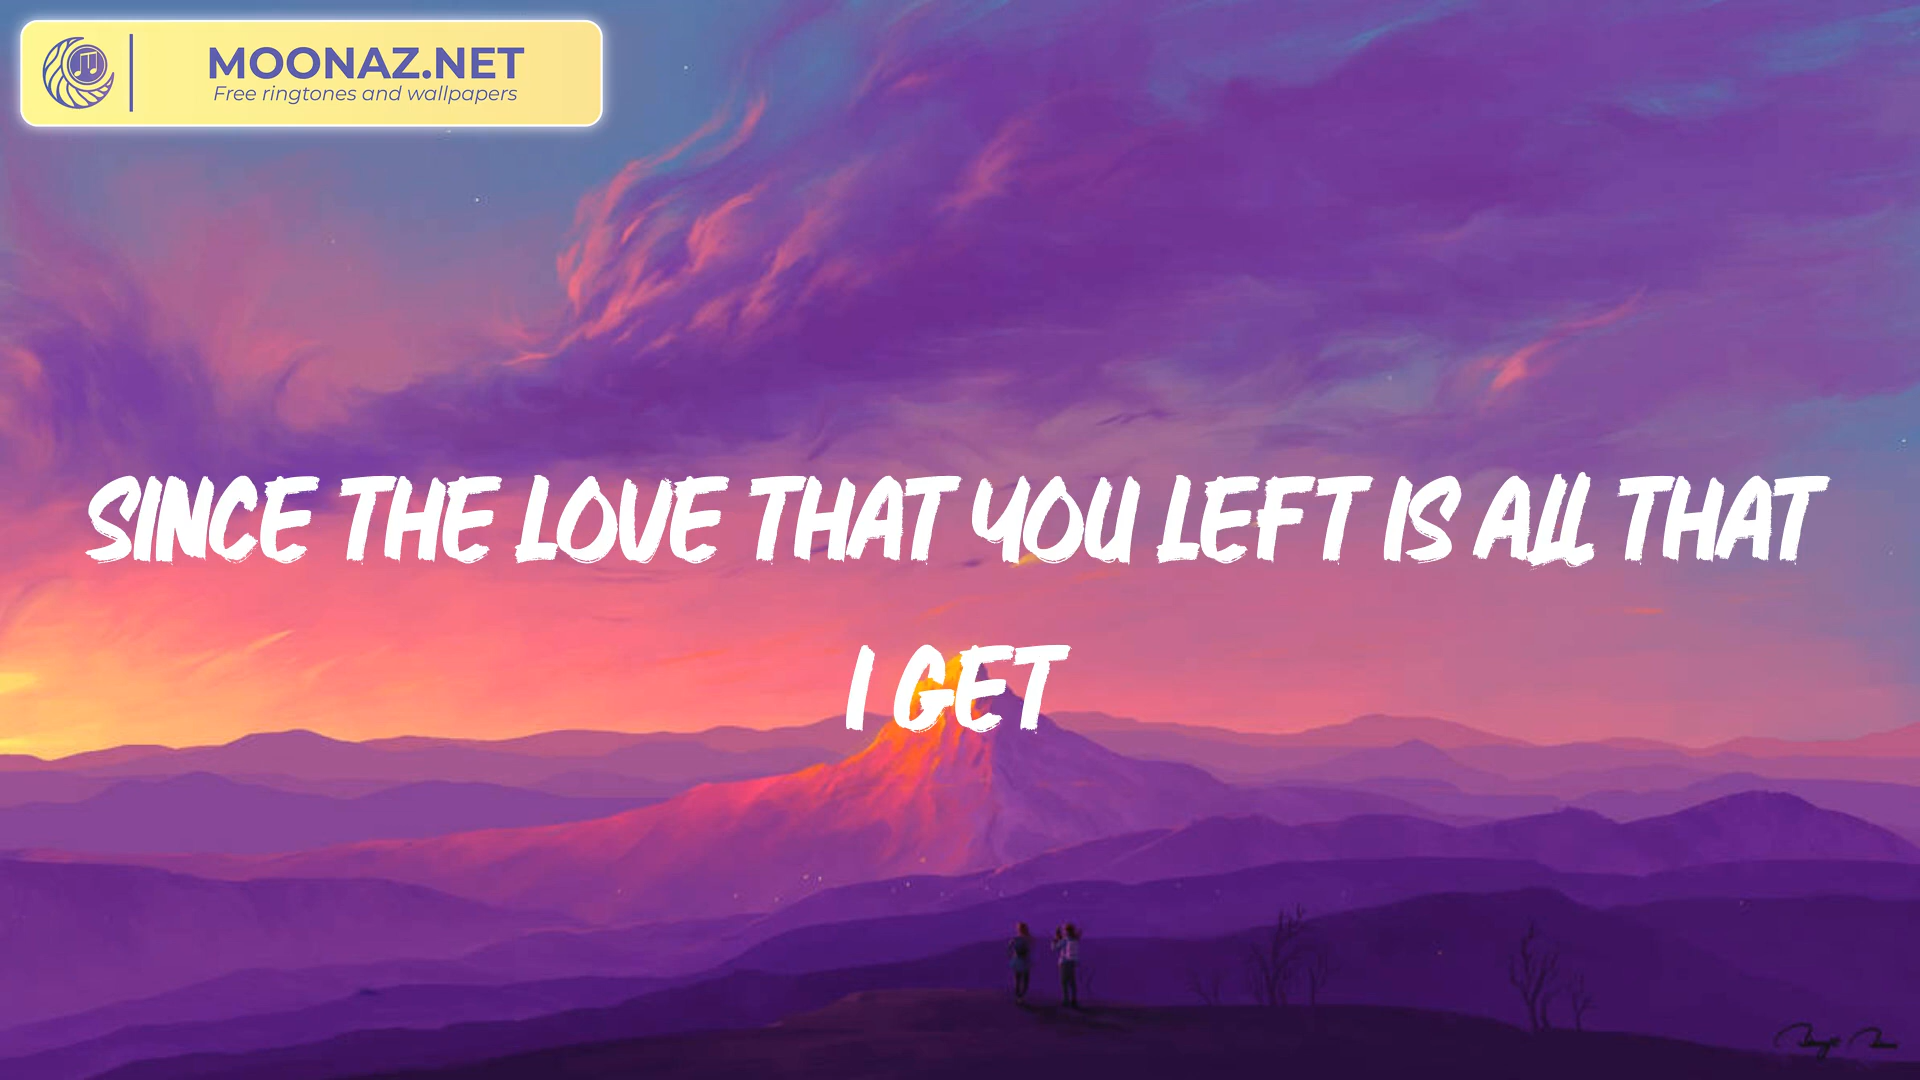 MOONAZ.NET
Free ringtones and wallpapers
SINCE THE LOVE THAT YOU LEFT IS ALL THAT
I GET